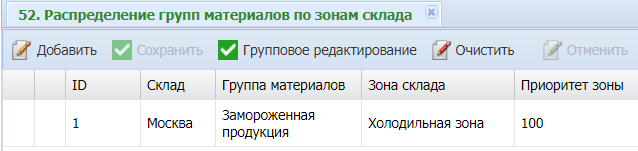 52. Распределение групп материалов по зонам склада
Добавить Сохранить Групповое редактирование Очистить Отменить
ID Склад Группа материалов Зона склада Приоритет зоны
1 Москва Замороженная продукция Холодильная зона 100